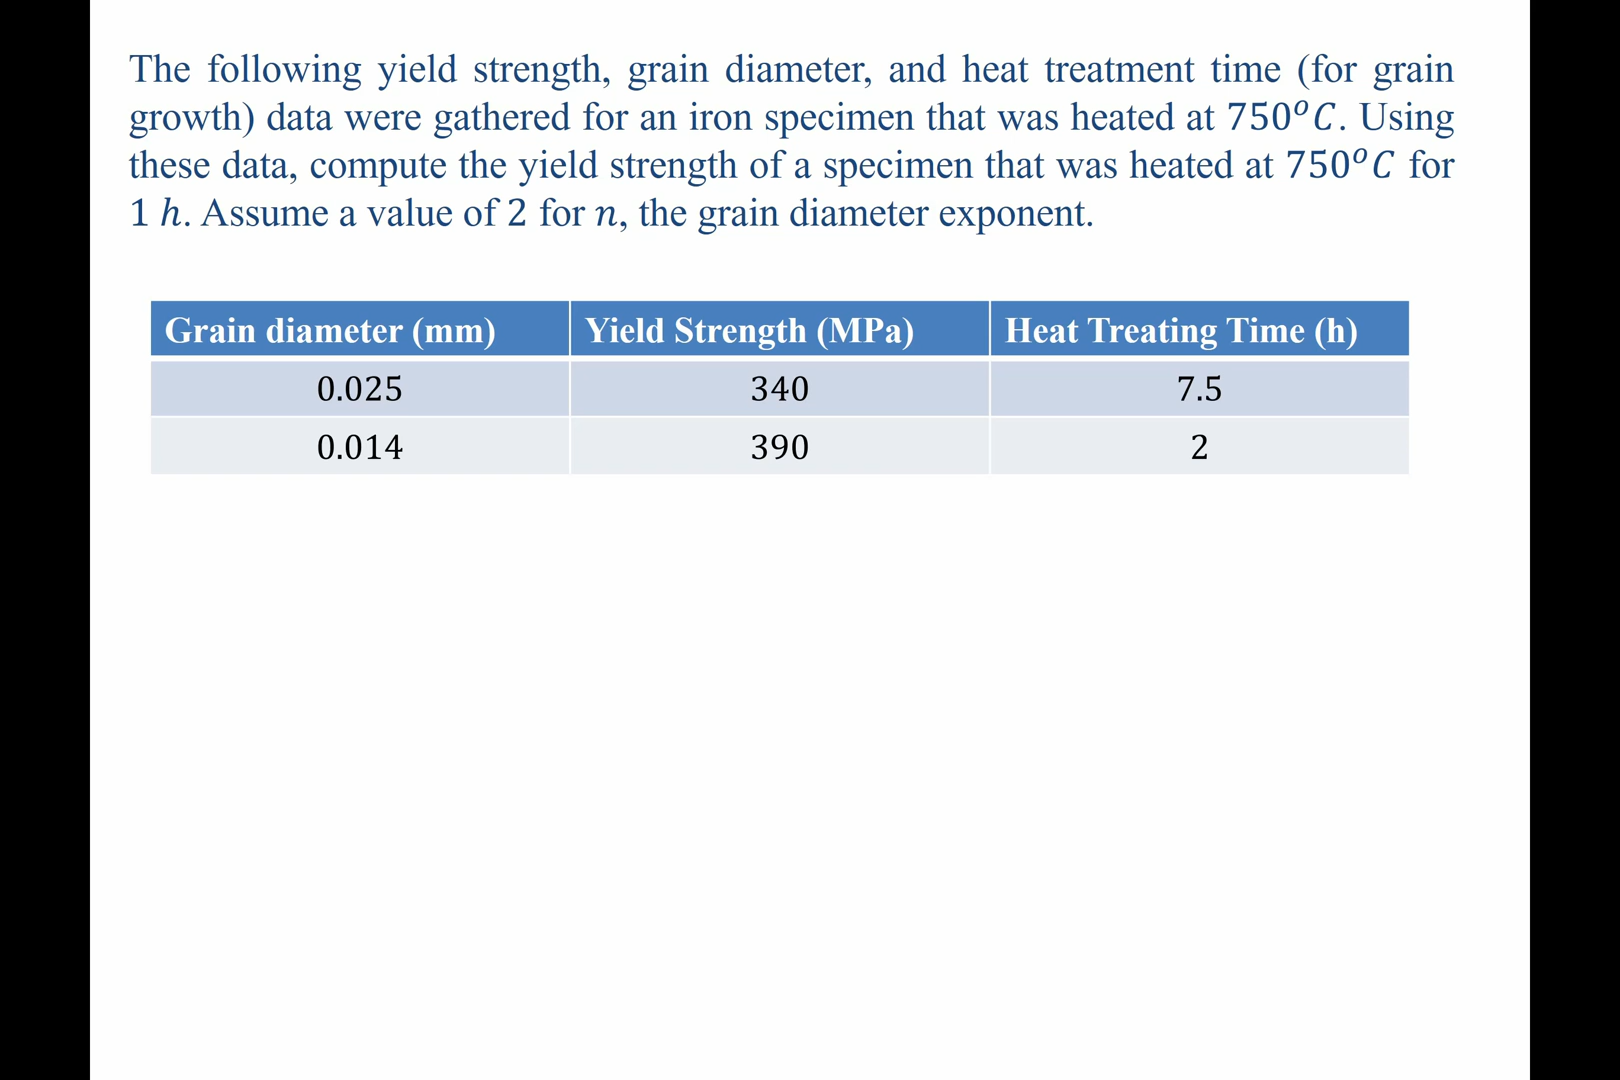 The following yield strength, grain diameter, and heat treatment time (for grain
growth) data were gathered for an iron specimen that was heated at 750°C. Using
these data, compute the yield strength of a specimen that was heated at 750°C for
1 h. Assume a value of 2 for n, the grain diameter exponent.
Grain diameter (mm) Yield Strength (MPa) Heat Treating Time (h)
0.025 340 7.5
0.014 390 2